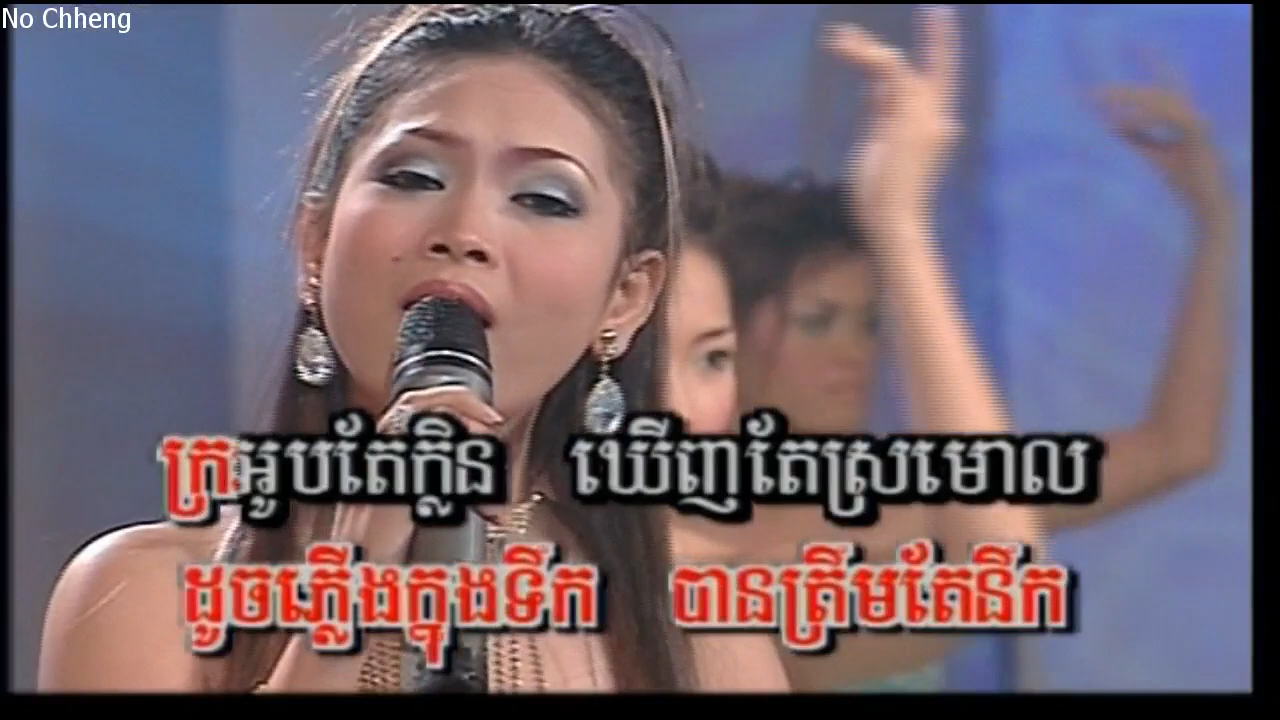 No Chheng
ក្រអូបតែក្លិន ឃើញតែស្រមោល
ដូចភ្លើងក្នុងទឹក បានត្រឹមតែនឹក